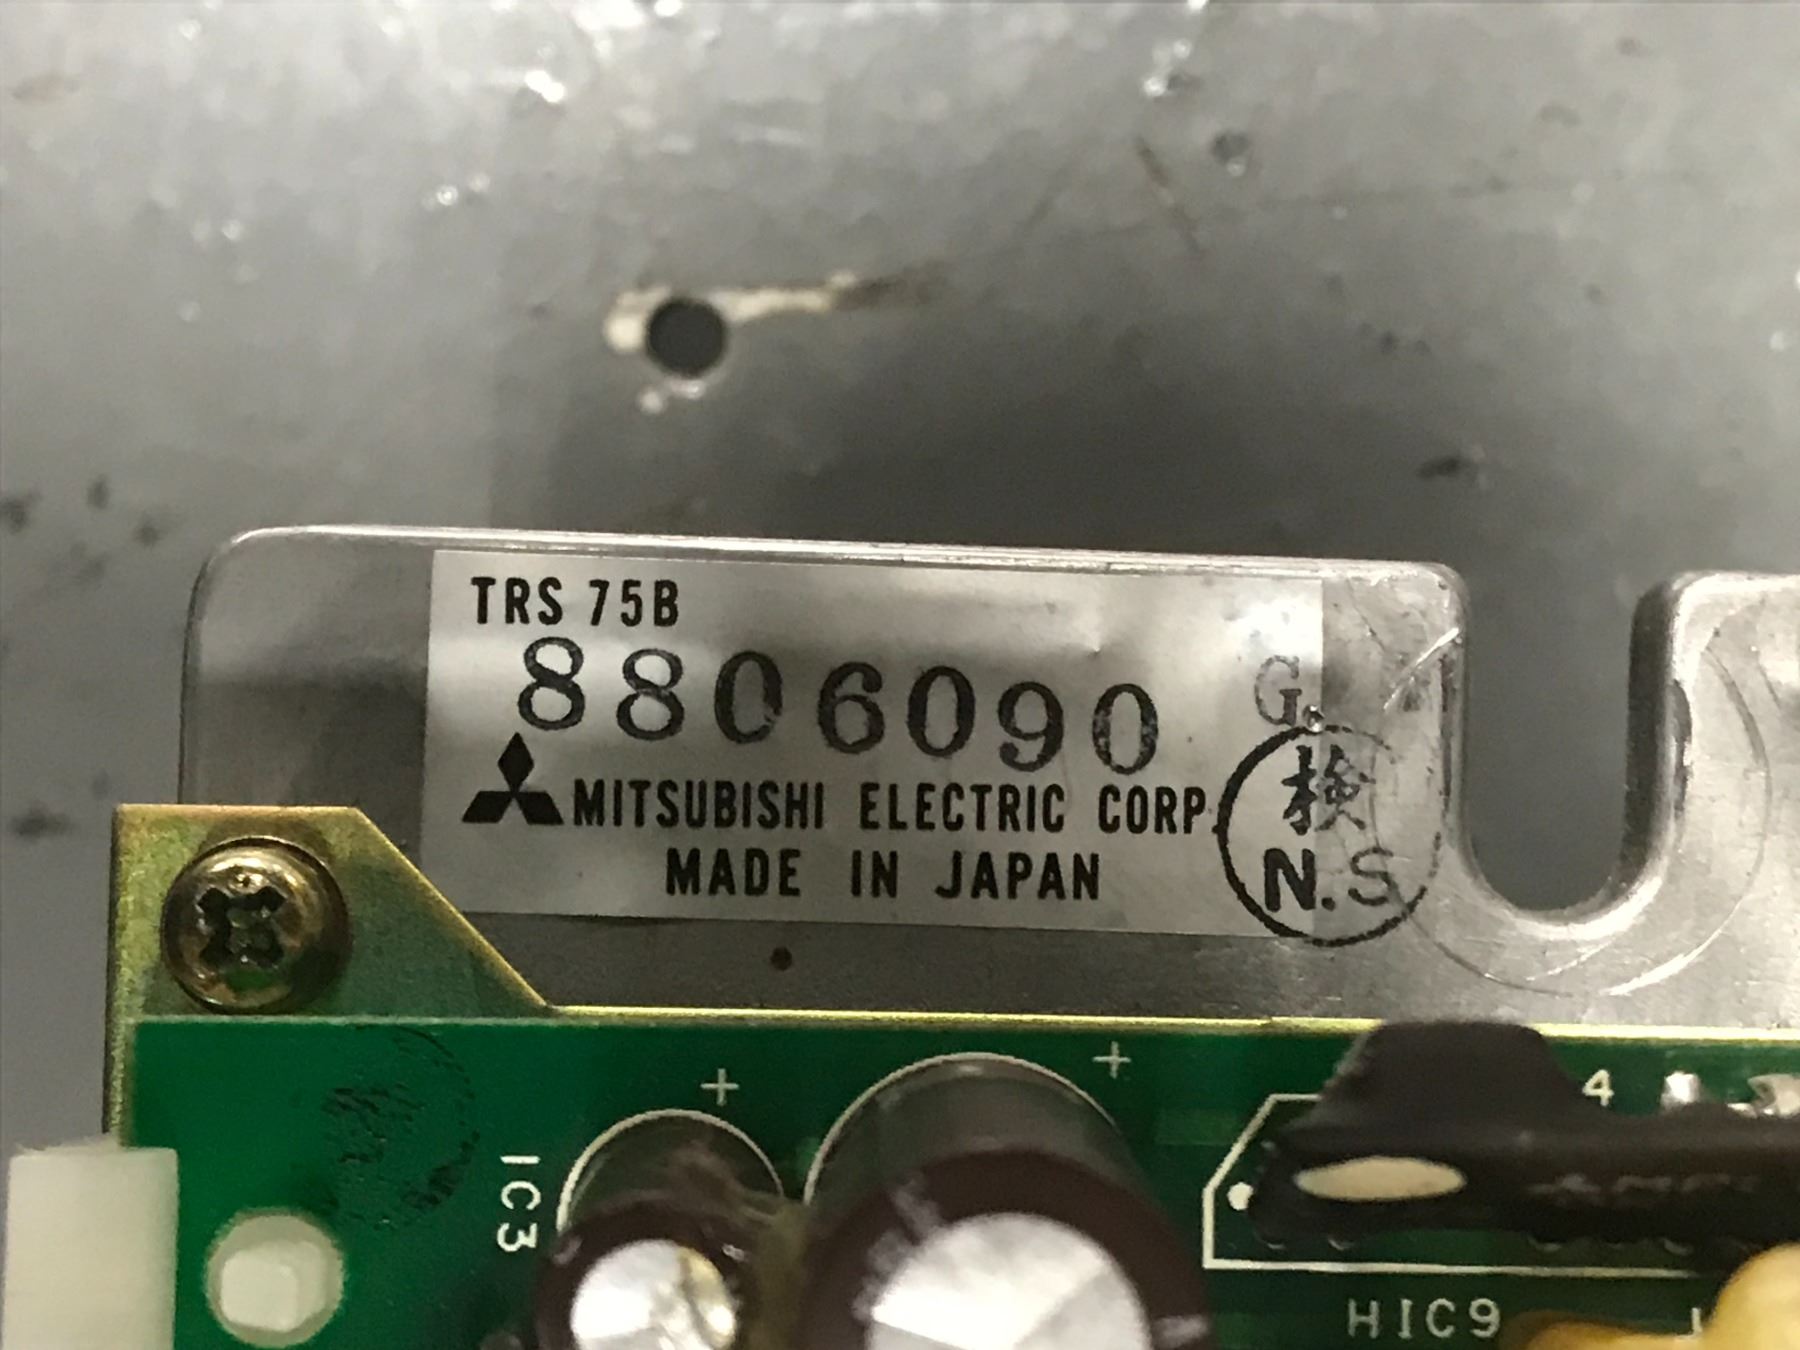 TRS 75B
8806090
G.
MITSUBISHI ELECTRIC CORP.
MADE IN JAPAN
検
N.S
+
+
4
IC3
HIC9